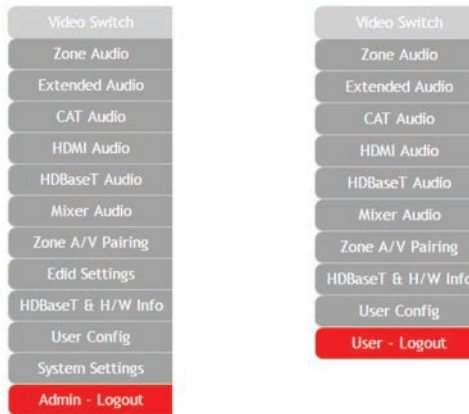 Video Switch
Zone Audio
Extended Audio
CAT Audio
HDMI Audio
HDBaseT Audio
Mixer Audio
Zone A/V Pairing
Edid Settings
HDBaseT & H/W Info
User Config
System Settings
Admin - Logout
Video Switch
Zone Audio
Extended Audio
CAT Audio
HDMI Audio
HDBaseT Audio
Mixer Audio
Zone A/V Pairing
HDBaseT & H/W Info
User Config
User - Logout